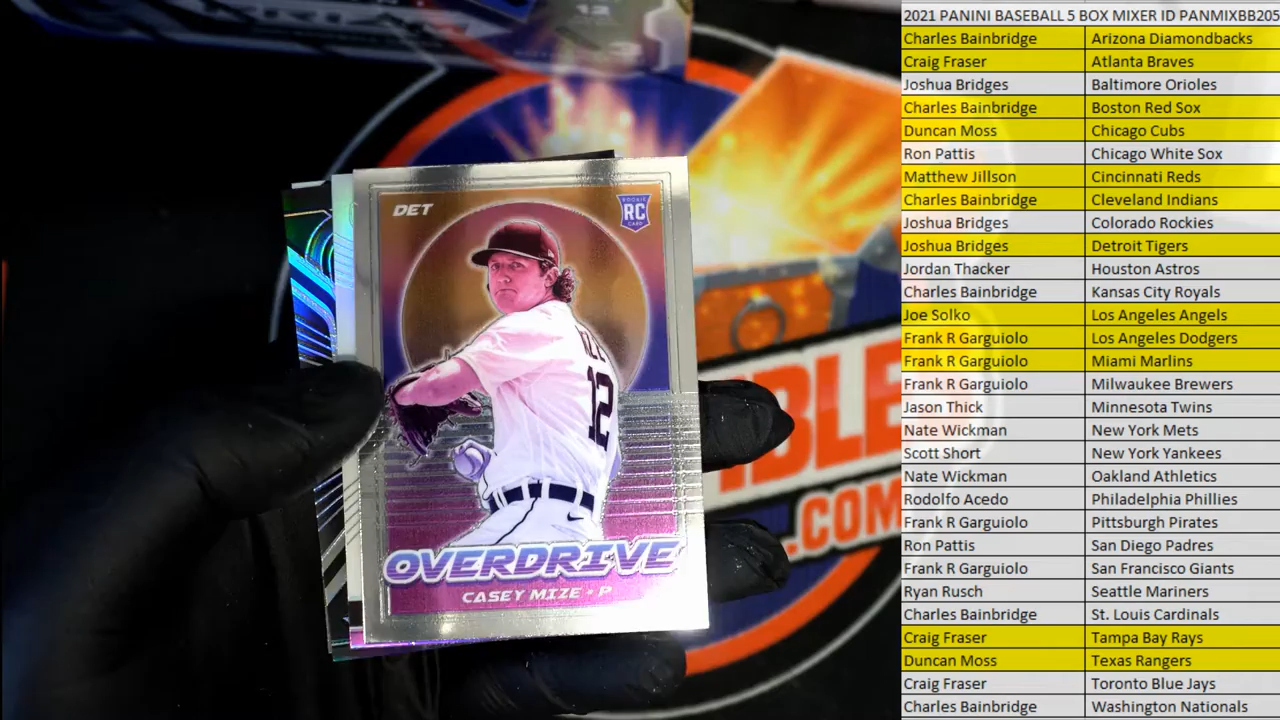 12
3
DET
ROOKIE
RC
CARD
12
OVERDRIVE
CASEY MIZE • P
IBLE
.COM
2021 PANINI BASEBALL 5 BOX MIXER ID PANMIXBB205
Charles Bainbridge Arizona Diamondbacks
Craig Fraser Atlanta Braves
Joshua Bridges Baltimore Orioles
Charles Bainbridge Boston Red Sox
Duncan Moss Chicago Cubs
Ron Pattis Chicago White Sox
Matthew Jillson Cincinnati Reds
Charles Bainbridge Cleveland Indians
Joshua Bridges Colorado Rockies
Joshua Bridges Detroit Tigers
Jordan Thacker Houston Astros
Charles Bainbridge Kansas City Royals
Joe Solko Los Angeles Angels
Frank R Garguiolo Los Angeles Dodgers
Frank R Garguiolo Miami Marlins
Frank R Garguiolo Milwaukee Brewers
Jason Thick Minnesota Twins
Nate Wickman New York Mets
Scott Short New York Yankees
Nate Wickman Oakland Athletics
Rodolfo Acedo Philadelphia Phillies
Frank R Garguiolo Pittsburgh Pirates
Ron Pattis San Diego Padres
Frank R Garguiolo San Francisco Giants
Ryan Rusch Seattle Mariners
Charles Bainbridge St. Louis Cardinals
Craig Fraser Tampa Bay Rays
Duncan Moss Texas Rangers
Craig Fraser Toronto Blue Jays
Charles Bainbridge Washington Nationals